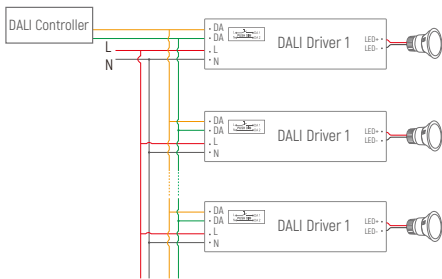 DALI Controller
L
N
DA
DA
L
N
DALI Driver 1
LED+
LED-
DA
DA
L
N
DALI Driver 1
LED+
LED-
DA
DA
L
N
DALI Driver 1
LED+
LED-